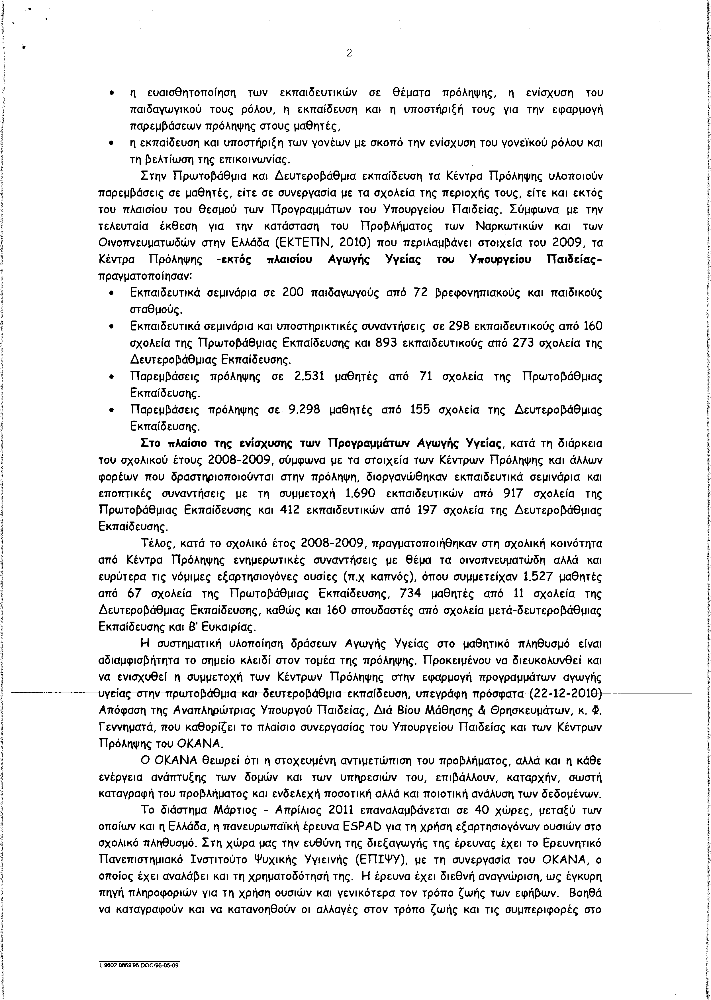 2
• η ευαισθητοποίηση των εκπαιδευτικών σε θέματα πρόληψης, η ενίσχυση του
παιδαγωγικού τους ρόλου, η εκπαίδευση και η υποστήριξή τους για την εφαρμογή
παρεμβάσεων πρόληψης στους μαθητές,
• η εκπαίδευση και υποστήριξη των γονέων με σκοπό την ενίσχυση του γονεϊκού ρόλου και
τη βελτίωση της επικοινωνίας.
Στην Πρωτοβάθμια και Δευτεροβάθμια εκπαίδευση τα Κέντρα Πρόληψης υλοποιούν
παρεμβάσεις σε μαθητές, είτε σε συνεργασία με τα σχολεία της περιοχής τους, είτε και εκτός
του πλαισίου του θεσμού των Προγραμμάτων του Υπουργείου Παιδείας. Σύμφωνα με την
τελευταία έκθεση για την κατάσταση του Προβλήματος των Ναρκωτικών και των
Οινοπνευματωδών στην Ελλάδα (ΕΚΤΕΠΝ, 2010) που περιλαμβάνει στοιχεία του 2009, τα
Κέντρα Πρόληψης -εκτός πλαισίου Αγωγής Υγείας του Υπουργείου Παιδείας-
πραγματοποίησαν:
• Εκπαιδευτικά σεμινάρια σε 200 παιδαγωγούς από 72 βρεφονηπιακούς και παιδικούς
σταθμούς.
• Εκπαιδευτικά σεμινάρια και υποστηρικτικές συναντήσεις σε 298 εκπαιδευτικούς από 160
σχολεία της Πρωτοβάθμιας Εκπαίδευσης και 893 εκπαιδευτικούς από 273 σχολεία της
Δευτεροβάθμιας Εκπαίδευσης.
• Παρεμβάσεις πρόληψης σε 2.531 μαθητές από 71 σχολεία της Πρωτοβάθμιας
Εκπαίδευσης.
• Παρεμβάσεις πρόληψης σε 9.298 μαθητές από 155 σχολεία της Δευτεροβάθμιας
Εκπαίδευσης.
Στο πλαίσιο της ενίσχυσης των Προγραμμάτων Αγωγής Υγείας, κατά τη διάρκεια
του σχολικού έτους 2008-2009, σύμφωνα με τα στοιχεία των Κέντρων Πρόληψης και άλλων
φορέων που δραστηριοποιούνται στην πρόληψη, διοργανώθηκαν εκπαιδευτικά σεμινάρια και
εποπτικές συναντήσεις με τη συμμετοχή 1.690 εκπαιδευτικών από 917 σχολεία της
Πρωτοβάθμιας Εκπαίδευσης και 412 εκπαιδευτικών από 197 σχολεία της Δευτεροβάθμιας
Εκπαίδευσης.
Τέλος, κατά το σχολικό έτος 2008-2009, πραγματοποιήθηκαν στη σχολική κοινότητα
από Κέντρα Πρόληψης ενημερωτικές συναντήσεις με θέμα τα οινοπνευματώδη αλλά και
ευρύτερα τις νόμιμες εξαρτησιογόνες ουσίες (π.χ καπνός), όπου συμμετείχαν 1.527 μαθητές
από 67 σχολεία της Πρωτοβάθμιας Εκπαίδευσης, 734 μαθητές από 11 σχολεία της
Δευτεροβάθμιας Εκπαίδευσης, καθώς και 160 σπουδαστές από σχολεία μετά-δευτεροβάθμιας
Εκπαίδευσης και Β' Ευκαιρίας.
Η συστηματική υλοποίηση δράσεων Αγωγής Υγείας στο μαθητικό πληθυσμό είναι
αδιαμφισβήτητα το σημείο κλειδί στον τομέα της πρόληψης. Προκειμένου να διευκολυνθεί και
να ενισχυθεί η συμμετοχή των Κέντρων Πρόληψης στην εφαρμογή προγραμμάτων αγωγής
υγείας στην πρωτοβάθμια και δευτεροβάθμια εκπαίδευση, υπεγράφη πρόσφατα (22-12-2010)
Απόφαση της Αναπληρώτριας Υπουργού Παιδείας, Διά Βίου Μάθησης & Θρησκευμάτων, κ. Φ.
Γεννηματά, που καθορίζει το πλαίσιο συνεργασίας του Υπουργείου Παιδείας και των Κέντρων
Πρόληψης του ΟΚΑΝΑ.
Ο ΟΚΑΝΑ θεωρεί ότι η στοχευμένη αντιμετώπιση του προβλήματος, αλλά και η κάθε
ενέργεια ανάπτυξης των δομών και των υπηρεσιών του, επιβάλλουν, καταρχήν, σωστή
καταγραφή του προβλήματος και ενδελεχή ποσοτική αλλά και ποιοτική ανάλυση των δεδομένων.
Το διάστημα Μάρτιος - Απρίλιος 2011 επαναλαμβάνεται σε 40 χώρες, μεταξύ των
οποίων και η Ελλάδα, η πανευρωπαϊκή έρευνα ESPAD για τη χρήση εξαρτησιογόνων ουσιών στο
σχολικό πληθυσμό. Στη χώρα μας την ευθύνη της διεξαγωγής της έρευνας έχει το Ερευνητικό
Πανεπιστημιακό Ινστιτούτο Ψυχικής Υγιεινής (ΕΠΙΨΥ), με τη συνεργασία του ΟΚΑΝΑ, ο
οποίος έχει αναλάβει και τη χρηματοδότησή της. Η έρευνα έχει διεθνή αναγνώριση, ως έγκυρη
πηγή πληροφοριών για τη χρήση ουσιών και γενικότερα τον τρόπο ζωής των εφήβων. Βοηθά
να καταγραφούν και να κατανοηθούν οι αλλαγές στον τρόπο ζωής και τις συμπεριφορές στο
L.9602.0869'96.DOC/96-05-09